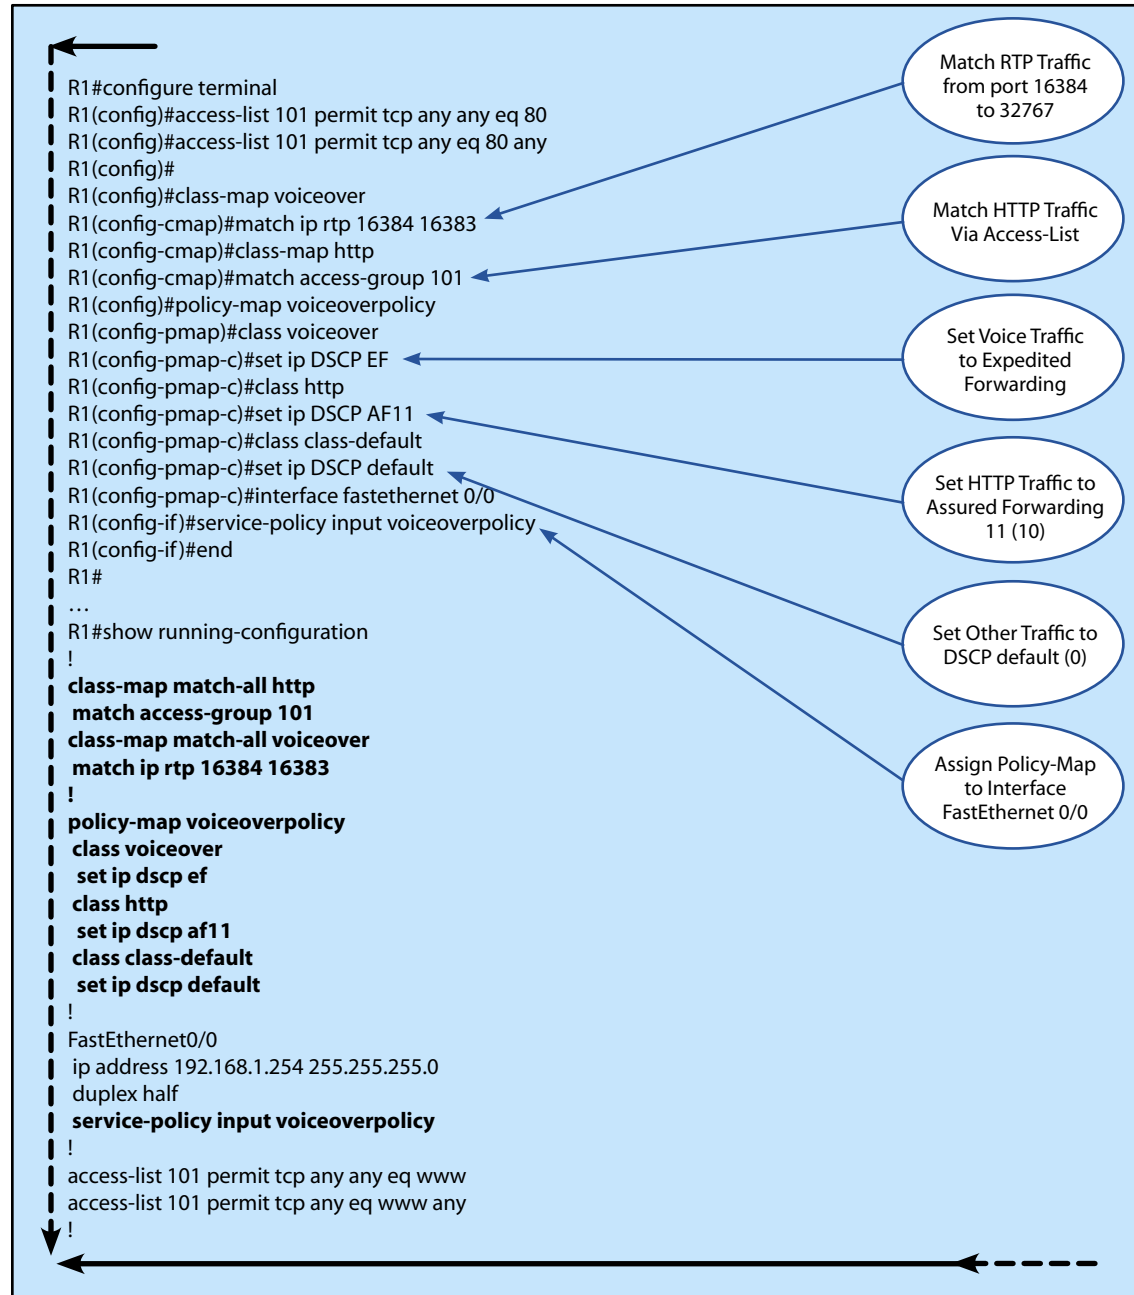 R1#configure terminal
R1(config)#access-list 101 permit tcp any any eq 80
R1(config)#access-list 101 permit tcp any eq 80 any
R1(config)#
R1(config)#class-map voiceover
R1(config-cmap)#match ip rtp 16384 16383
R1(config-cmap)#class-map http
R1(config-cmap)#match access-group 101
R1(config)#policy-map voiceoverpolicy
R1(config-pmap)#class voiceover
R1(config-pmap-c)#set ip DSCP EF
R1(config-pmap-c)#class http
R1(config-pmap-c)#set ip DSCP AF11
R1(config-pmap-c)#class class-default
R1(config-pmap-c)#set ip DSCP default
R1(config-pmap-c)#interface fastethernet 0/0
R1(config-if)#service-policy input voiceoverpolicy
R1(config-if)#end
R1#
…
R1#show running-configuration
!
class-map match-all http
match access-group 101
class-map match-all voiceover
match ip rtp 16384 16383
!
policy-map voiceoverpolicy
class voiceover
set ip dscp ef
class http
set ip dscp af11
class class-default
set ip dscp default
!
FastEthernet0/0
ip address 192.168.1.254 255.255.255.0
duplex half
service-policy input voiceoverpolicy
!
access-list 101 permit tcp any any eq www
access-list 101 permit tcp any eq www any
!
Match RTP Traffic
from port 16384
to 32767
Match HTTP Traffic
Via Access-List
Set Voice Traffic
to Expedited
Forwarding
Set HTTP Traffic to
Assured Forwarding
11 (10)
Set Other Traffic to
DSCP default (0)
Assign Policy-Map
to Interface
FastEthernet 0/0